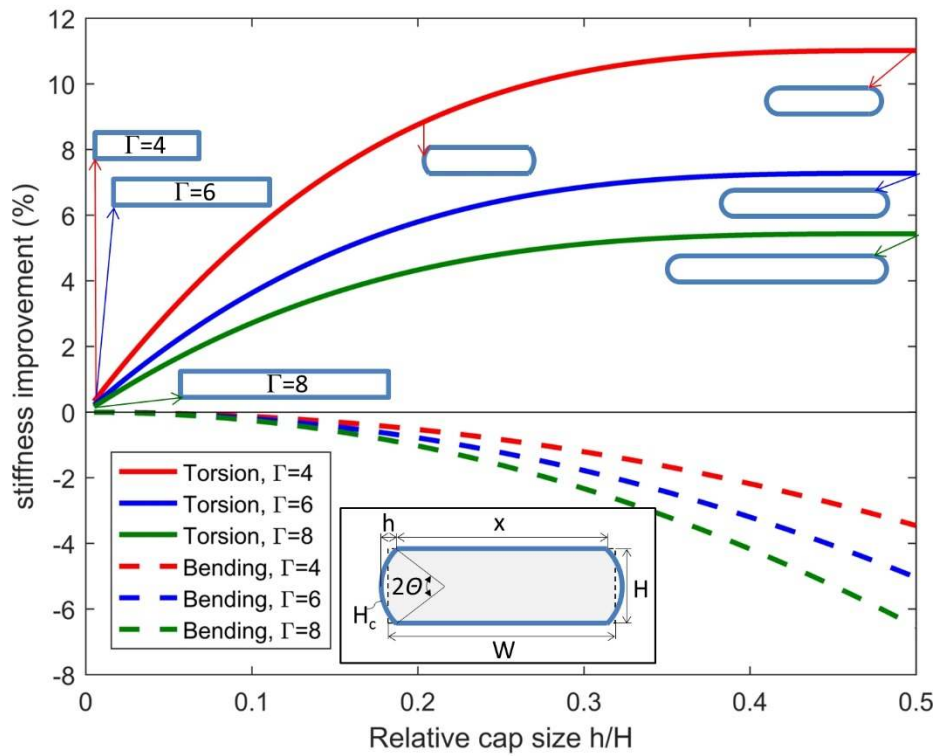 12
10
8
6
4
2
0
-2
-4
-6
-8
stiffness improvement (%)
Γ=4
Γ=6
Γ=8
Torsion, Γ=4
Torsion, Γ=6
Torsion, Γ=8
Bending, Γ=4
Bending, Γ=6
Bending, Γ=8
h
x
2Θ
H
Hc
W
0
0.1
0.2
0.3
0.4
0.5
Relative cap size h/H